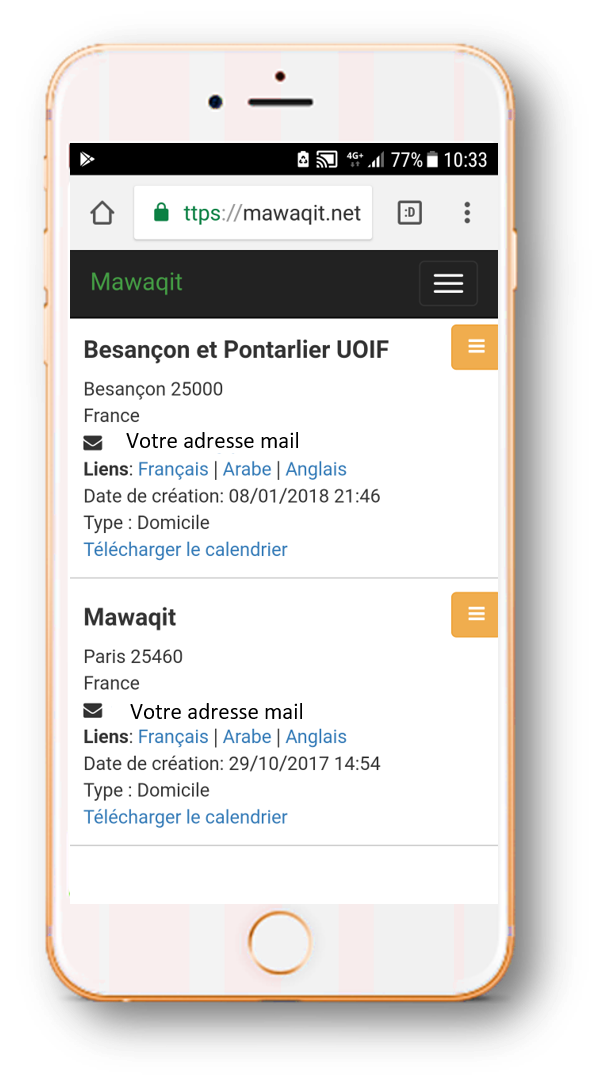 4G+ 77% 10:33
ttps://mawaqit.net :D
Mawaqit
Besançon et Pontarlier UOIF
Besançon 25000
France
Votre adresse mail
Liens: Français | Arabe | Anglais
Date de création: 08/01/2018 21:46
Type : Domicile
Télécharger le calendrier
Mawaqit
Paris 25460
France
Votre adresse mail
Liens: Français | Arabe | Anglais
Date de création: 29/10/2017 14:54
Type : Domicile
Télécharger le calendrier